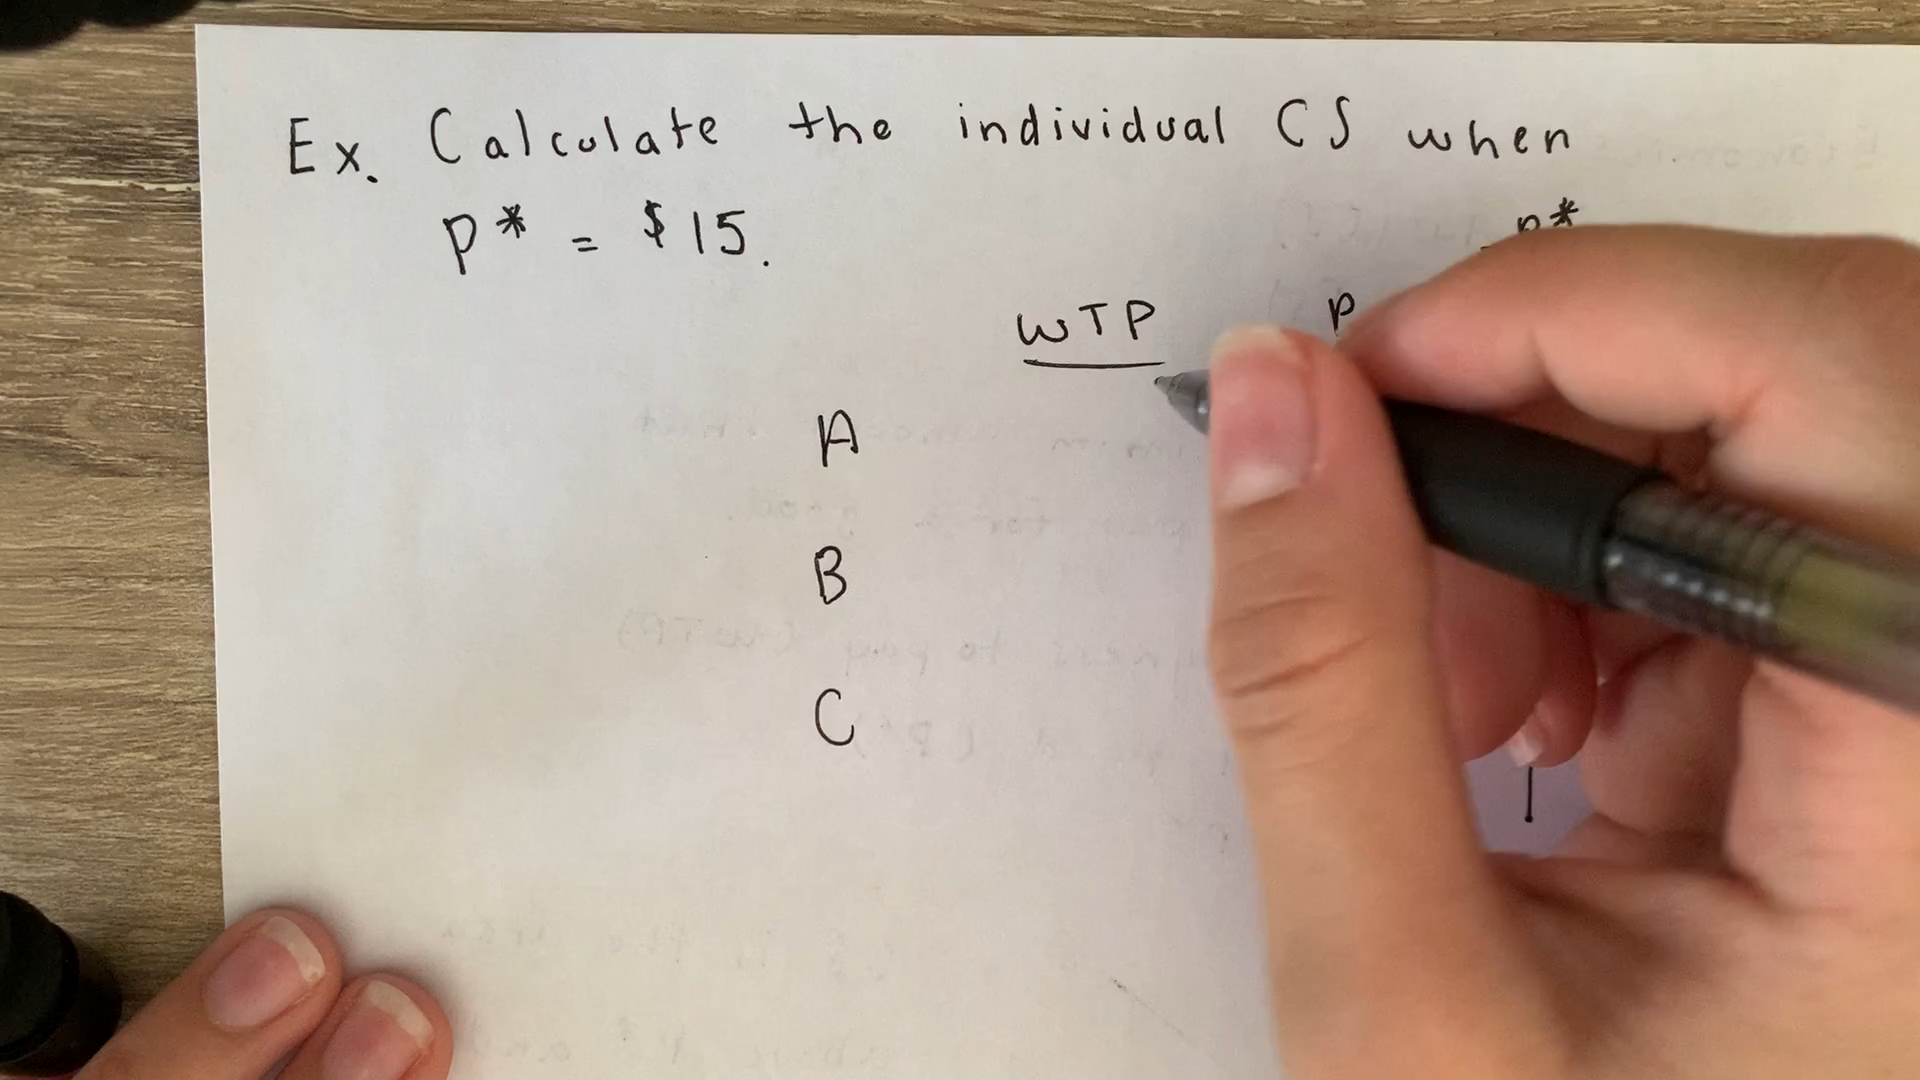 Ex. Calculate the individual CS when
P* = $15.
P*
WTP P
A
B
C